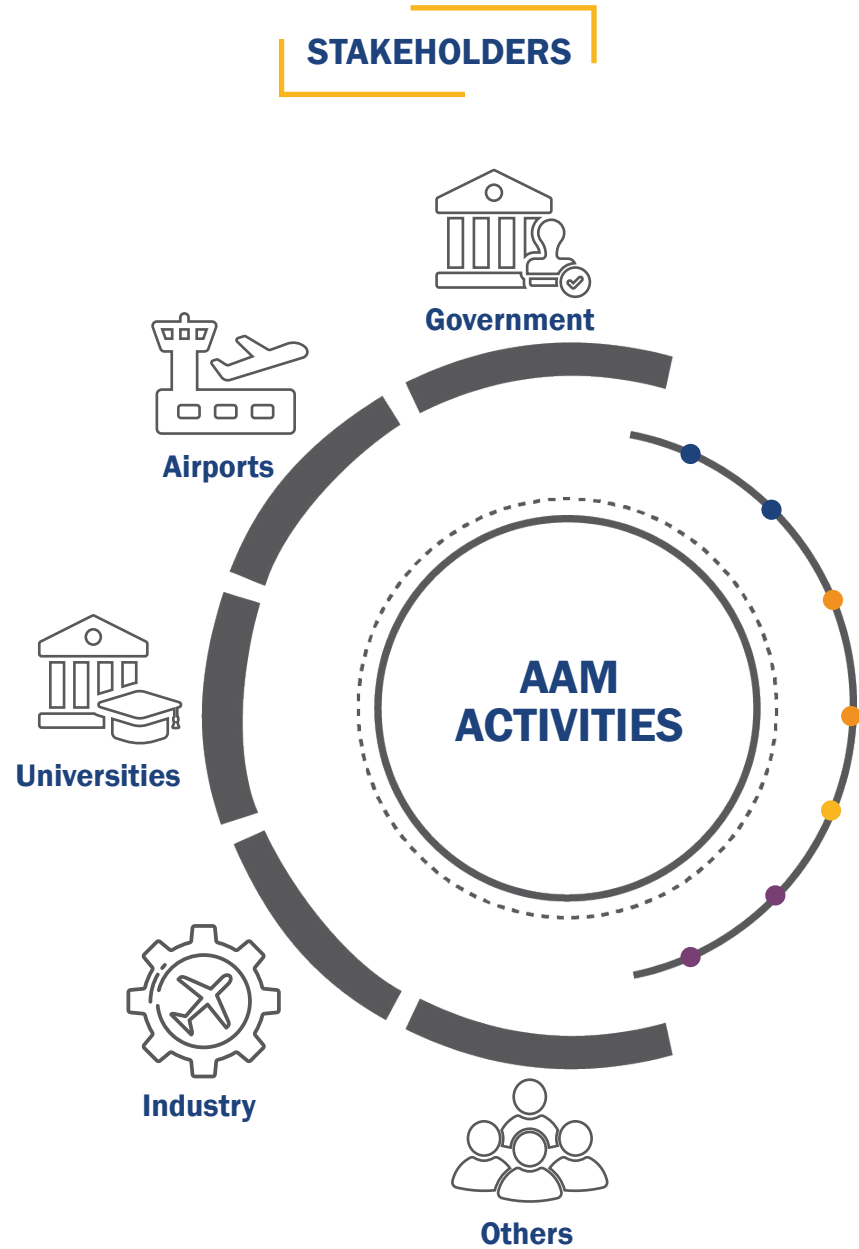 STAKEHOLDERS
Government
Airports
AAM
ACTIVITIES
Universities
Industry
Others